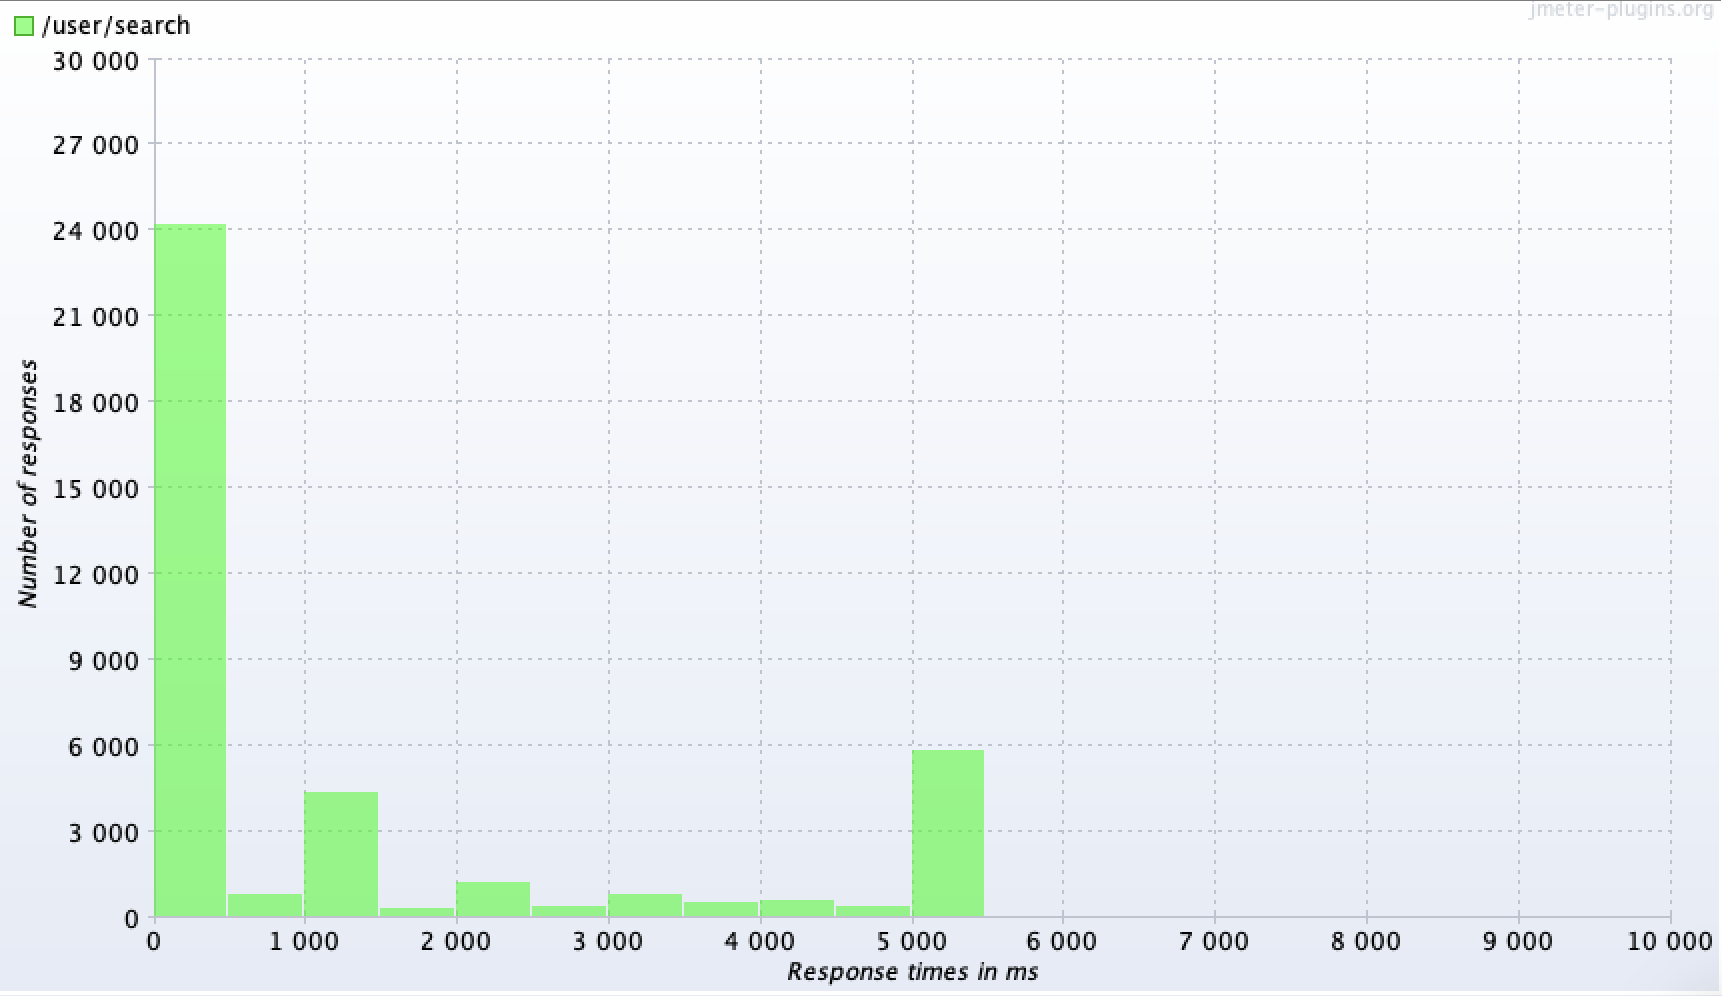 jmeter-plugins.org
/user/search
30 000
27 000
24 000
21 000
18 000
15 000
12 000
9 000
6 000
3 000
0
Number of responses
0 1 000 2 000 3 000 4 000 5 000 6 000 7 000 8 000 9 000 10 000
Response times in ms